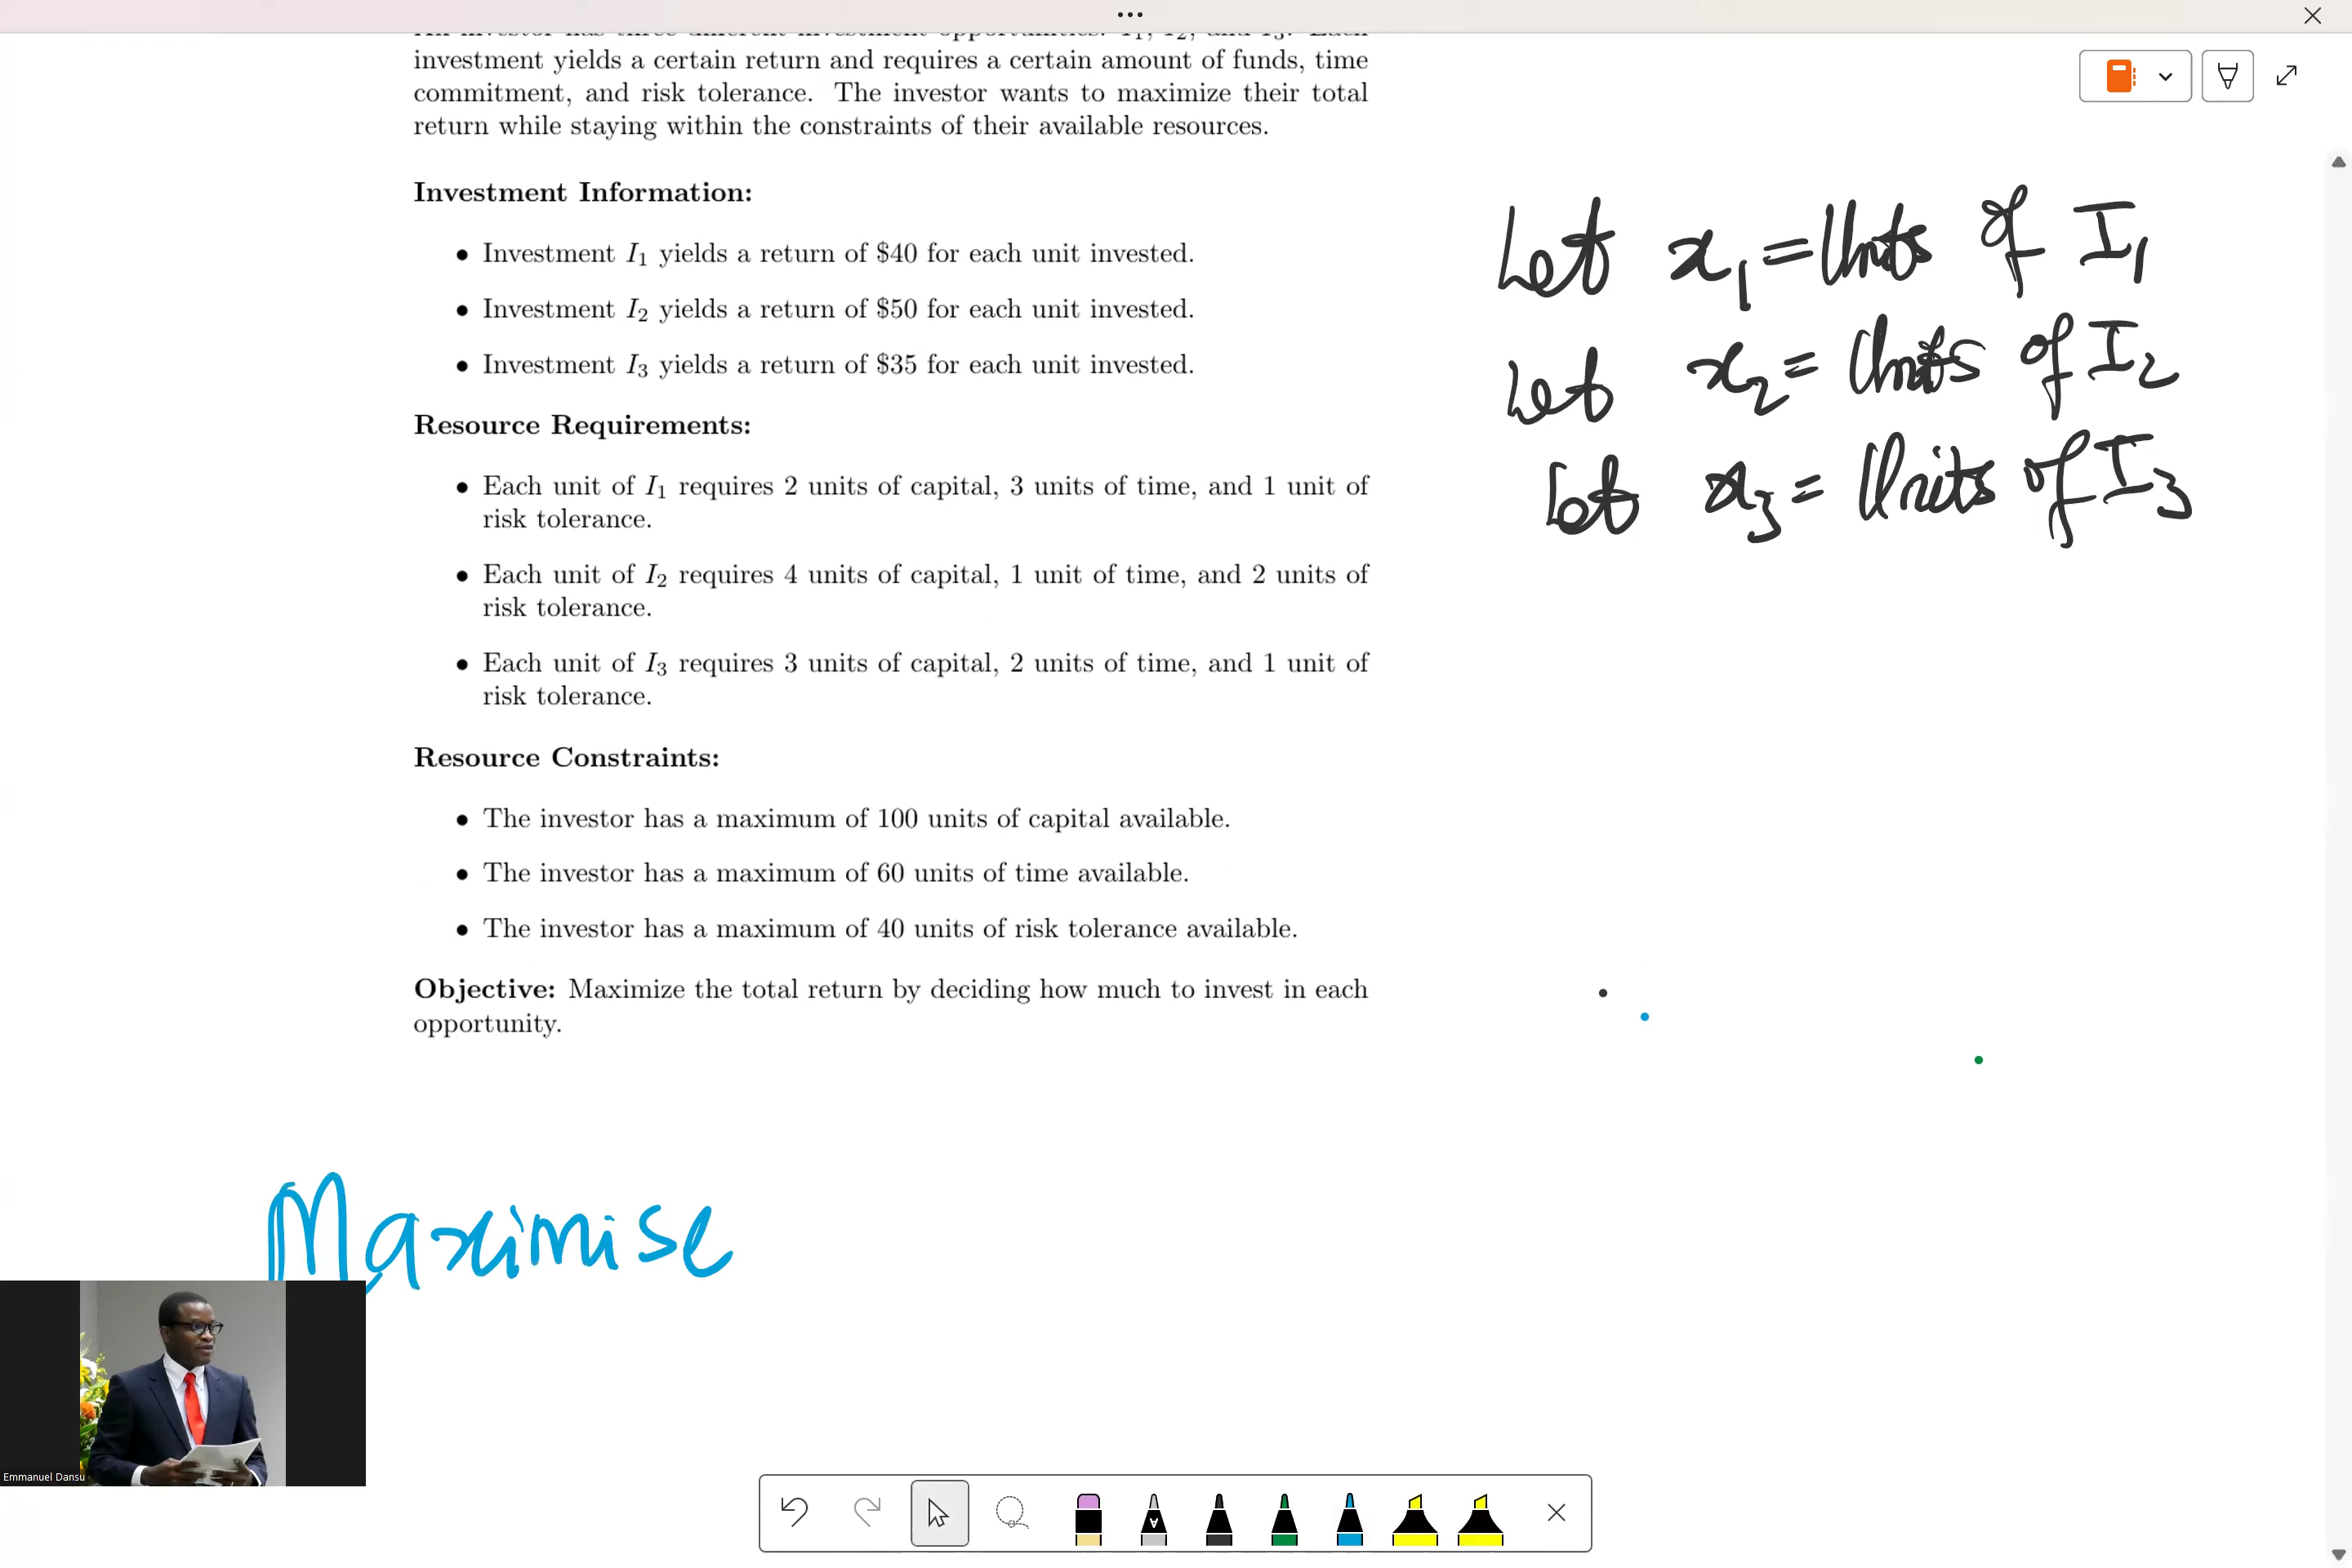 investment yields a certain return and requires a certain amount of funds, time
commitment, and risk tolerance. The investor wants to maximize their total
return while staying within the constraints of their available resources.
Investment Information:
• Investment I₁ yields a return of $40 for each unit invested.
• Investment I₂ yields a return of $50 for each unit invested.
• Investment I₃ yields a return of $35 for each unit invested.
Resource Requirements:
• Each unit of I₁ requires 2 units of capital, 3 units of time, and 1 unit of
risk tolerance.
• Each unit of I₂ requires 4 units of capital, 1 unit of time, and 2 units of
risk tolerance.
• Each unit of I₃ requires 3 units of capital, 2 units of time, and 1 unit of
risk tolerance.
Resource Constraints:
• The investor has a maximum of 100 units of capital available.
• The investor has a maximum of 60 units of time available.
• The investor has a maximum of 40 units of risk tolerance available.
Objective: Maximize the total return by deciding how much to invest in each
opportunity.
Let x₁ = Units of I₁
Let x₂ = Units of I₂
Let x₃ = Units of I₃
Maximise
Emmanuel Dansu